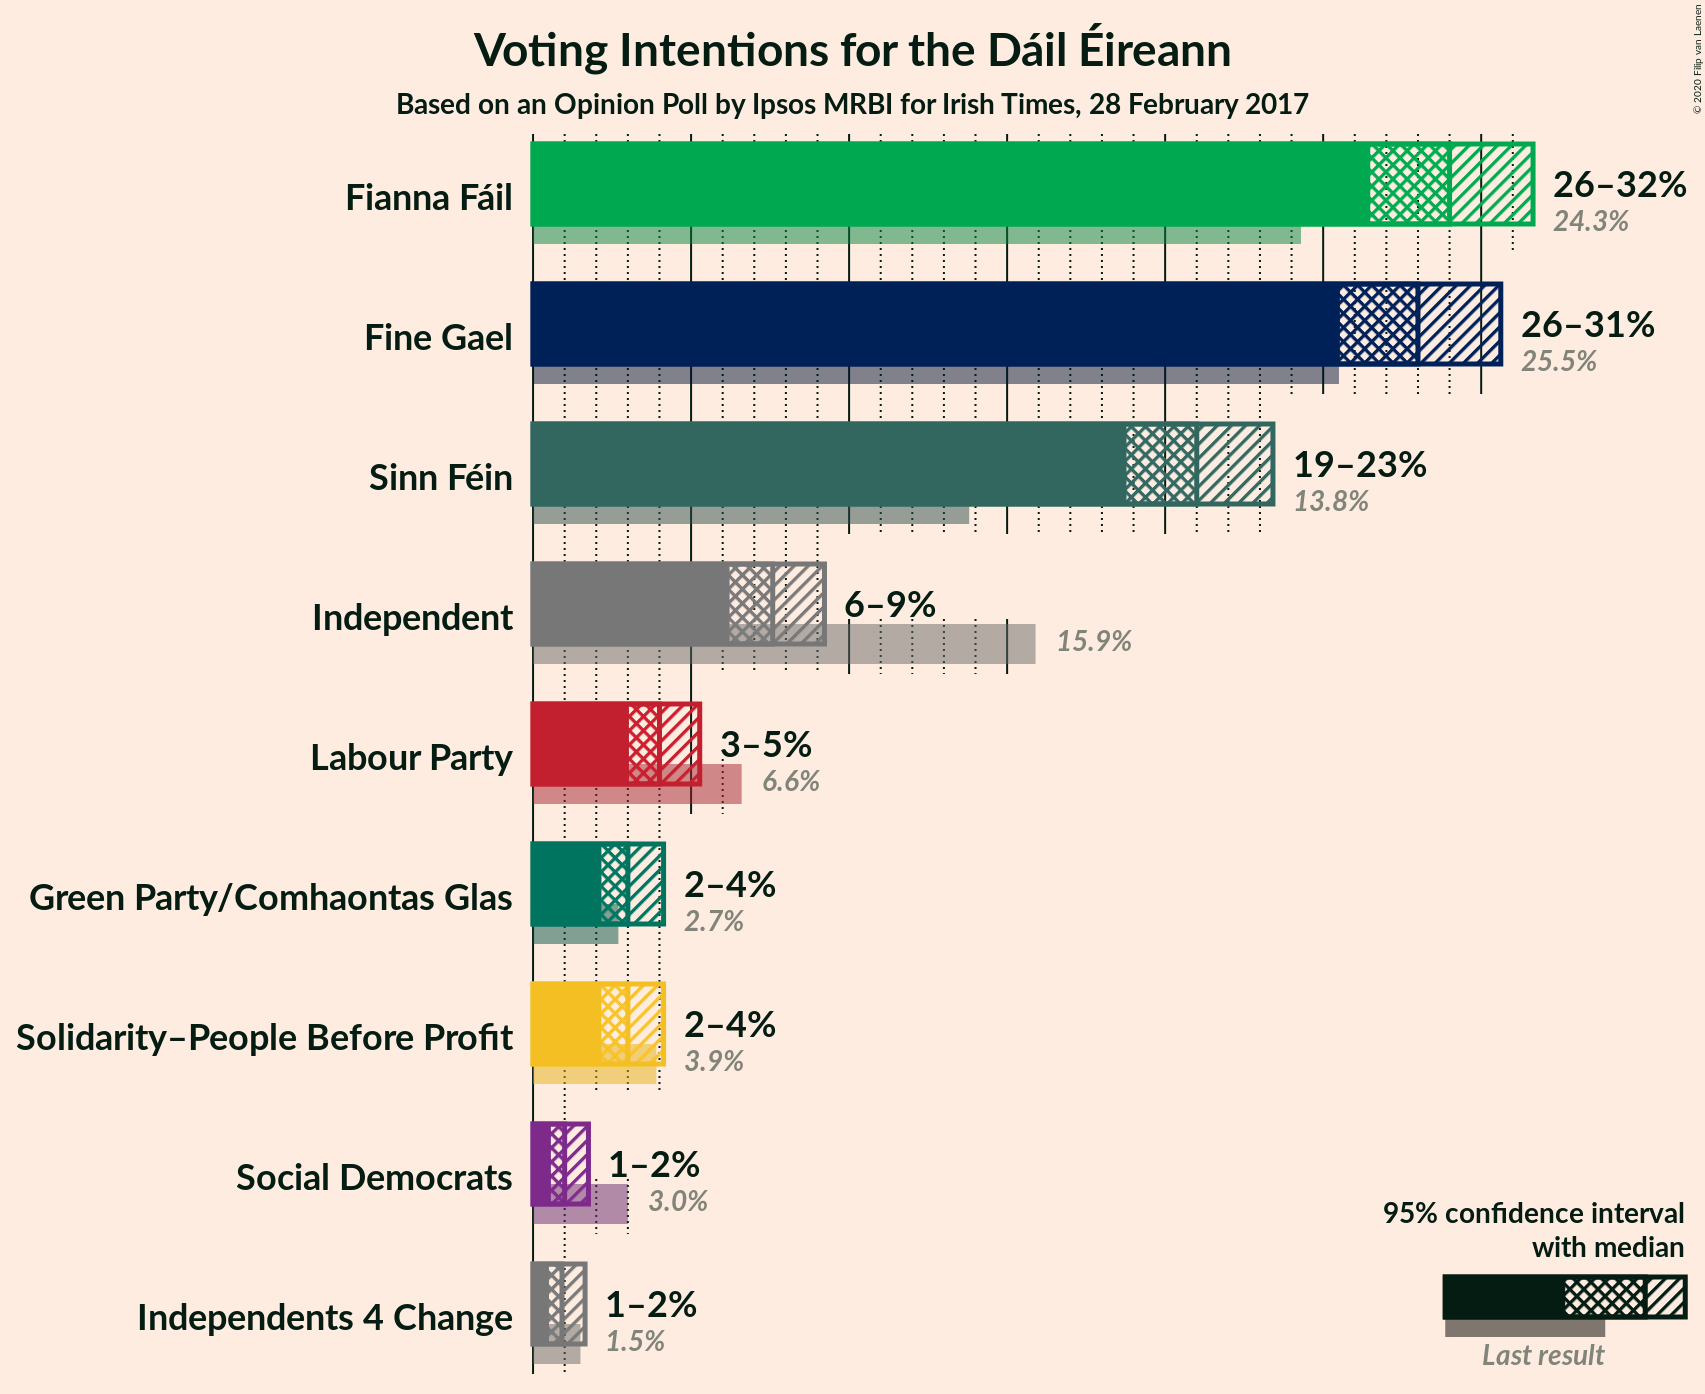 Voting Intentions for the Dáil Éireann
Based on an Opinion Poll by Ipsos MRBI for Irish Times, 28 February 2017
© 2020 Filip van Laenen
Fianna Fáil
26–32%
24.3%
Fine Gael
26–31%
25.5%
Sinn Féin
19–23%
13.8%
Independent
6–9%
15.9%
Labour Party
3–5%
6.6%
Green Party/Comhaontas Glas
2–4%
2.7%
Solidarity–People Before Profit
2–4%
3.9%
Social Democrats
1–2%
3.0%
Independents 4 Change
1–2%
1.5%
95% confidence interval
with median
Last result